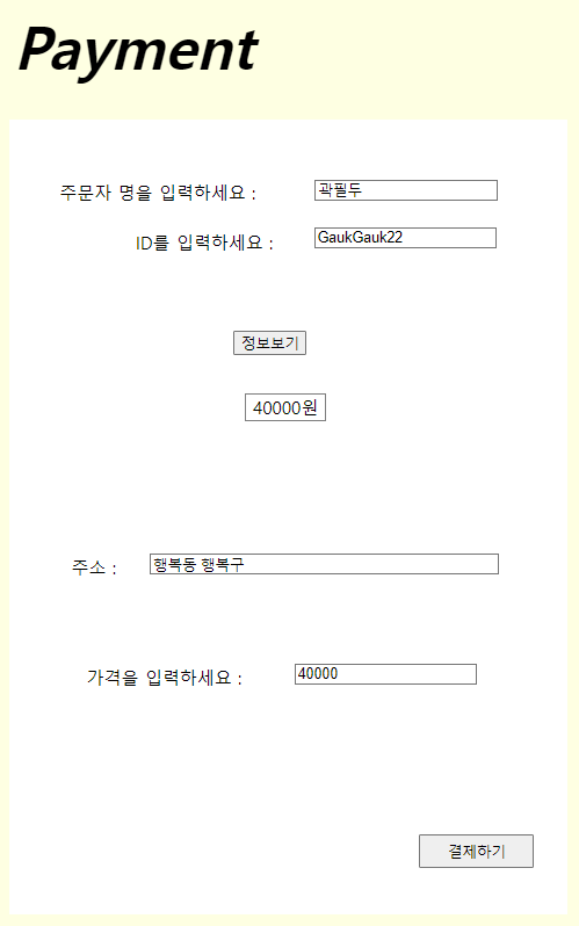 Payment
주문자 명을 입력하세요 : 곽필두
ID를 입력하세요 : GaukGauk22
정보보기
40000원
주소 : 행복동 행복구
가격을 입력하세요 : 40000
결제하기